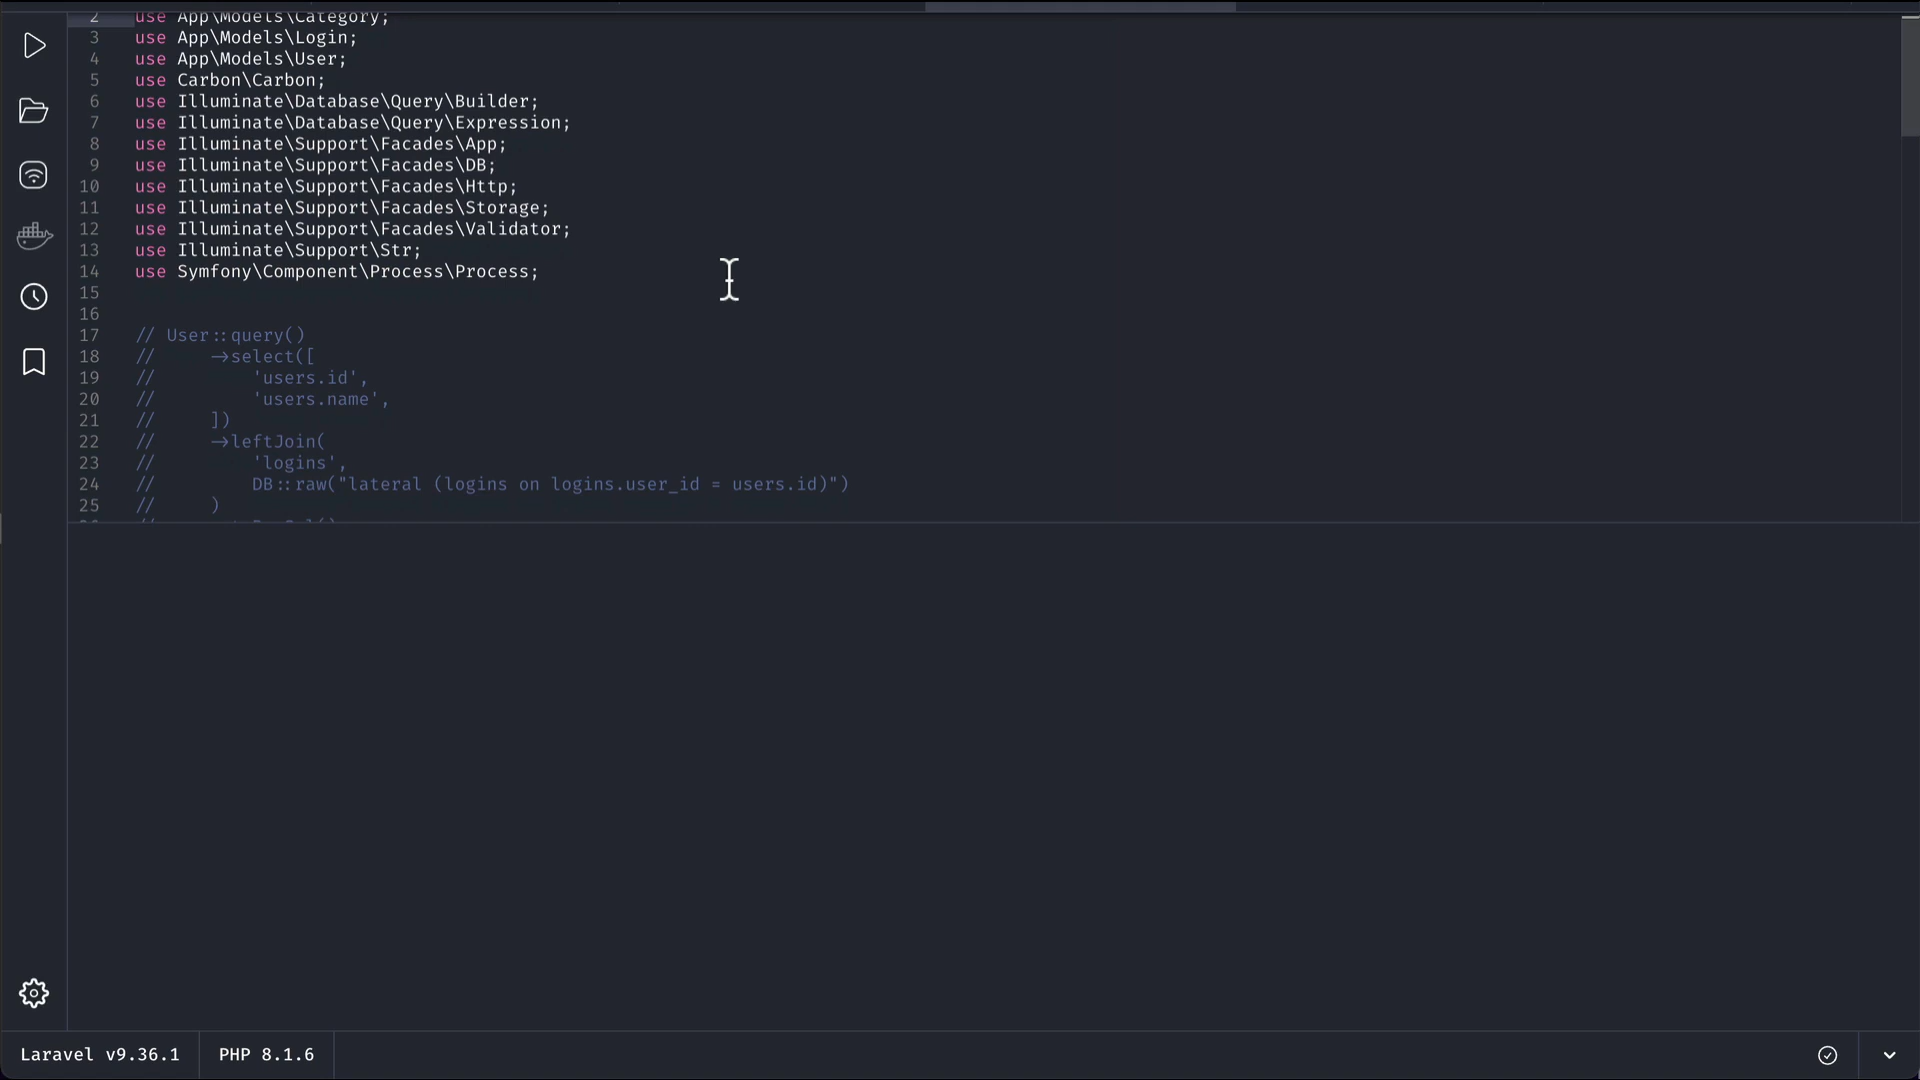 2 use App\Models\Category;
3 use App\Models\Login;
4 use App\Models\User;
5 use Carbon\Carbon;
6 use Illuminate\Database\Query\Builder;
7 use Illuminate\Database\Query\Expression;
8 use Illuminate\Support\Facades\App;
9 use Illuminate\Support\Facades\DB;
10 use Illuminate\Support\Facades\Http;
11 use Illuminate\Support\Facades\Storage;
12 use Illuminate\Support\Facades\Validator;
13 use Illuminate\Support\Str;
14 use Symfony\Component\Process\Process;
15
16
17 // User::query()
18 //     ->select([
19 //         'users.id',
20 //         'users.name',
21 //     ])
22 //     ->leftJoin(
23 //         'logins',
24 //         DB::raw("lateral (logins on logins.user_id = users.id)")
25 //     )
Laravel v9.36.1
PHP 8.1.6